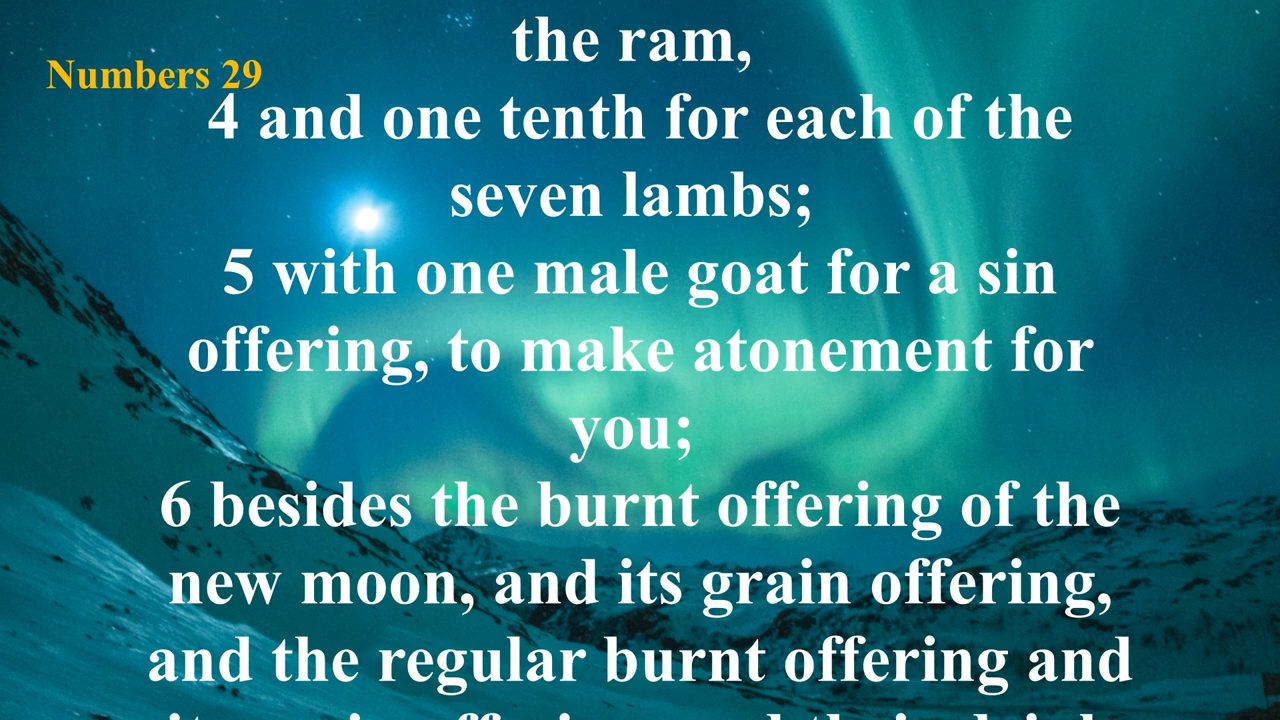 the ram,
Numbers 29
4 and one tenth for each of the
seven lambs;
5 with one male goat for a sin
offering, to make atonement for
you;
6 besides the burnt offering of the
new moon, and its grain offering,
and the regular burnt offering and